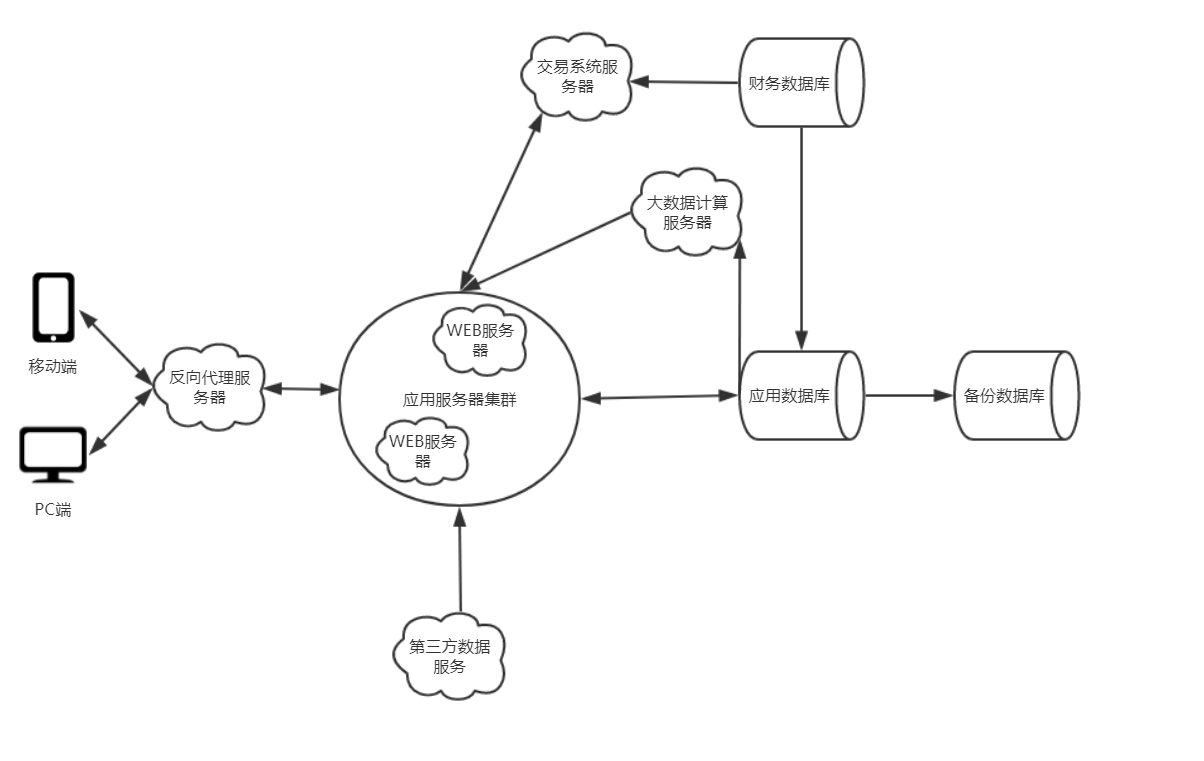 交易系统服
务器
财务数据库
大数据计算
服务器
WEB服务
器
移动端
反向代理服
务器
应用服务器集群
应用数据库
备份数据库
WEB服务
器
PC端
第三方数据
服务